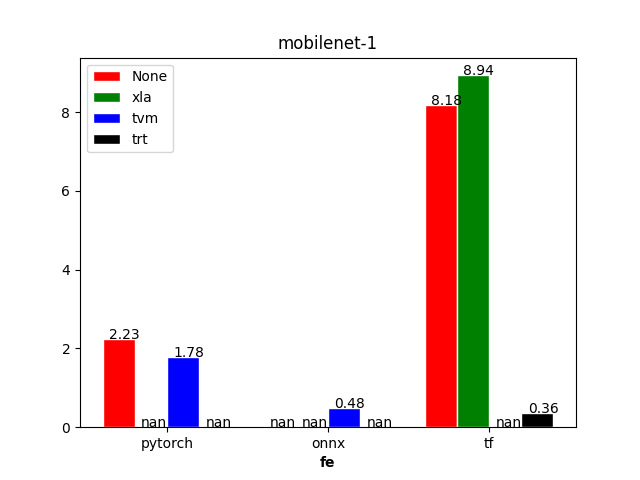 mobilenet-1
None
xla
tvm
trt
8
6
4
2
0
2.23
nan
1.78
nan
nan
nan
0.48
nan
8.18
8.94
nan
0.36
pytorch
onnx
tf
fe